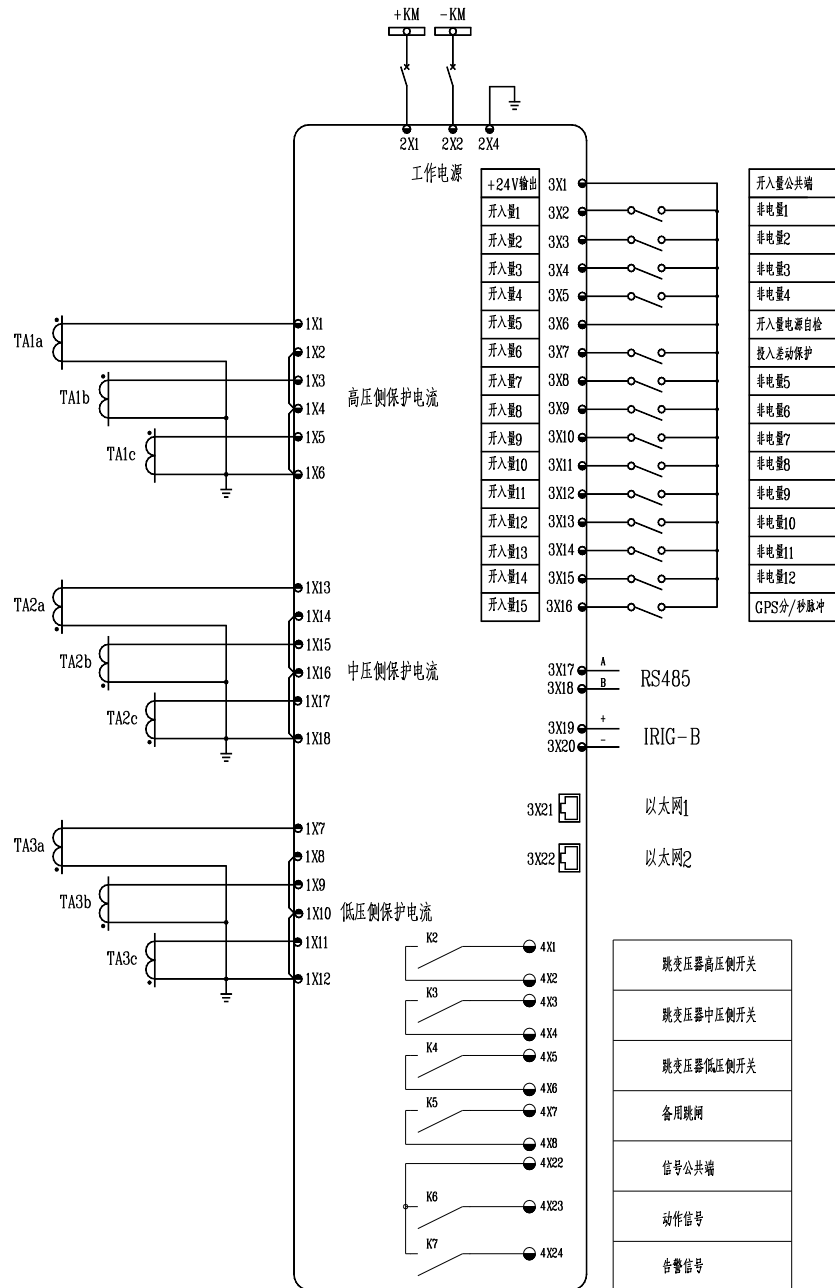 +KM
-KM
2X1
2X2
2X4
工作电源
+24V输出 3X1 开入量公共端
开入量1 3X2 非电量1
开入量2 3X3 非电量2
开入量3 3X4 非电量3
开入量4 3X5 非电量4
开入量5 3X6 开入量电源自检
开入量6 3X7 投入差动保护
开入量7 3X8 非电量5
开入量8 3X9 非电量6
开入量9 3X10 非电量7
开入量10 3X11 非电量8
开入量11 3X12 非电量9
开入量12 3X13 非电量10
开入量13 3X14 非电量11
开入量14 3X15 非电量12
开入量15 3X16 GPS分/秒脉冲
TA1a
TA1b
TA1c
1X1
1X2
1X3
1X4
1X5
1X6
高压侧保护电流
TA2a
TA2b
TA2c
1X13
1X14
1X15
1X16
1X17
1X18
中压侧保护电流
3X17 A
3X18 B
RS485
3X19 +
3X20 -
IRIG-B
3X21 以太网1
3X22 以太网2
TA3a
TA3b
TA3c
1X7
1X8
1X9
1X10
1X11
1X12
低压侧保护电流
K2 4X1
4X2
跳变压器高压侧开关
K3 4X3
4X4
跳变压器中压侧开关
K4 4X5
4X6
跳变压器低压侧开关
K5 4X7
4X8
备用跳闸
4X22 信号公共端
K6 4X23 动作信号
K7 4X24 告警信号